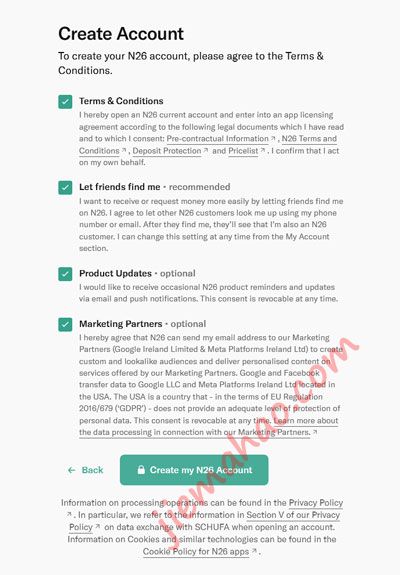 Create Account
To create your N26 account, please agree to the Terms &
Conditions.
Terms & Conditions
I hereby open an N26 current account and enter into an app licensing
agreement according to the following legal documents which I have read
and to which I consent: Pre-contractual Information ↗ , N26 Terms and
Conditions ↗ , Deposit Protection ↗ and Pricelist ↗ . I confirm that I act
on my own behalf.
Let friends find me • recommended
I want to receive or request money more easily by letting friends find me
on N26. I agree to let other N26 customers look me up using my phone
number or email. After they find me, they'll see that I'm also an N26
customer. I can change this setting at any time from the My Account
section.
Product Updates • optional
I would like to receive occasional N26 product reminders and updates
via email and push notifications. This consent is revocable at any time.
Marketing Partners • optional
I hereby agree that N26 can send my email address to our Marketing
Partners (Google Ireland Limited & Meta Platforms Ireland Ltd) to create
custom and lookalike audiences and deliver personalised content on
services offered by our Marketing Partners. Google and Facebook
transfer data to Google LLC and Meta Platforms Ireland Ltd located in
the USA. The USA is a country that - in the terms of EU Regulation
2016/679 ('GDPR') - does not provide an adequate level of protection of
personal data. This consent is revocable at any time. Learn more about
the data processing in connection with our Marketing Partners. ↗
← Back
Create my N26 Account
Information on processing operations can be found in the Privacy Policy
↗ . In particular, we refer to the information in Section V of our Privacy
Policy ↗ on data exchange with SCHUFA when opening an account.
Information on Cookies and similar technologies can be found in the
Cookie Policy for N26 apps ↗ .
jiemahao.com